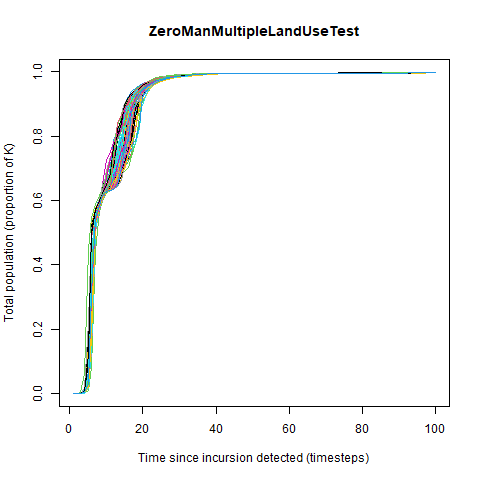 ZeroManMultipleLandUseTest
Total population (proportion of K)
1.0
0.8
0.6
0.4
0.2
0.0
0 20 40 60 80 100
Time since incursion detected (timesteps)